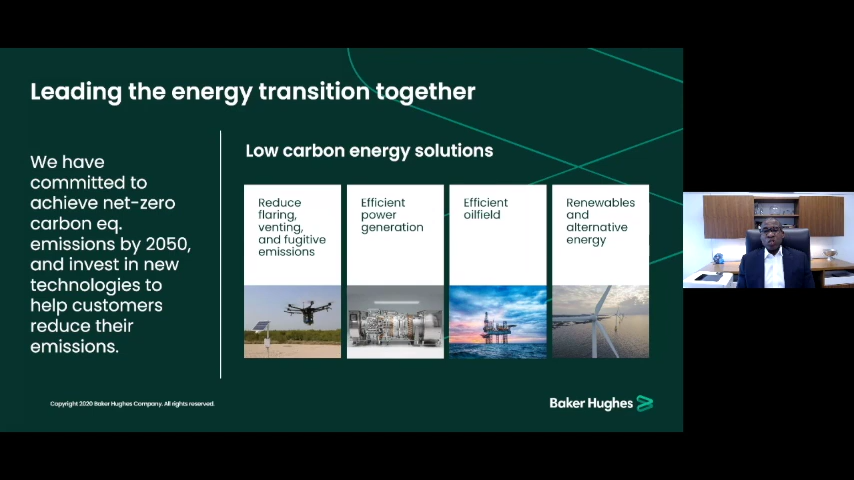 Leading the energy transition together
We have
committed to
achieve net-zero
carbon eq.
emissions by 2050,
and invest in new
technologies to
help customers
reduce their
emissions.
Low carbon energy solutions
Reduce
flaring,
venting,
and fugitive
emissions
Efficient
power
generation
Efficient
oilfield
Renewables
and
alternative
energy
Copyright 2020 Baker Hughes Company. All rights reserved.
Baker Hughes